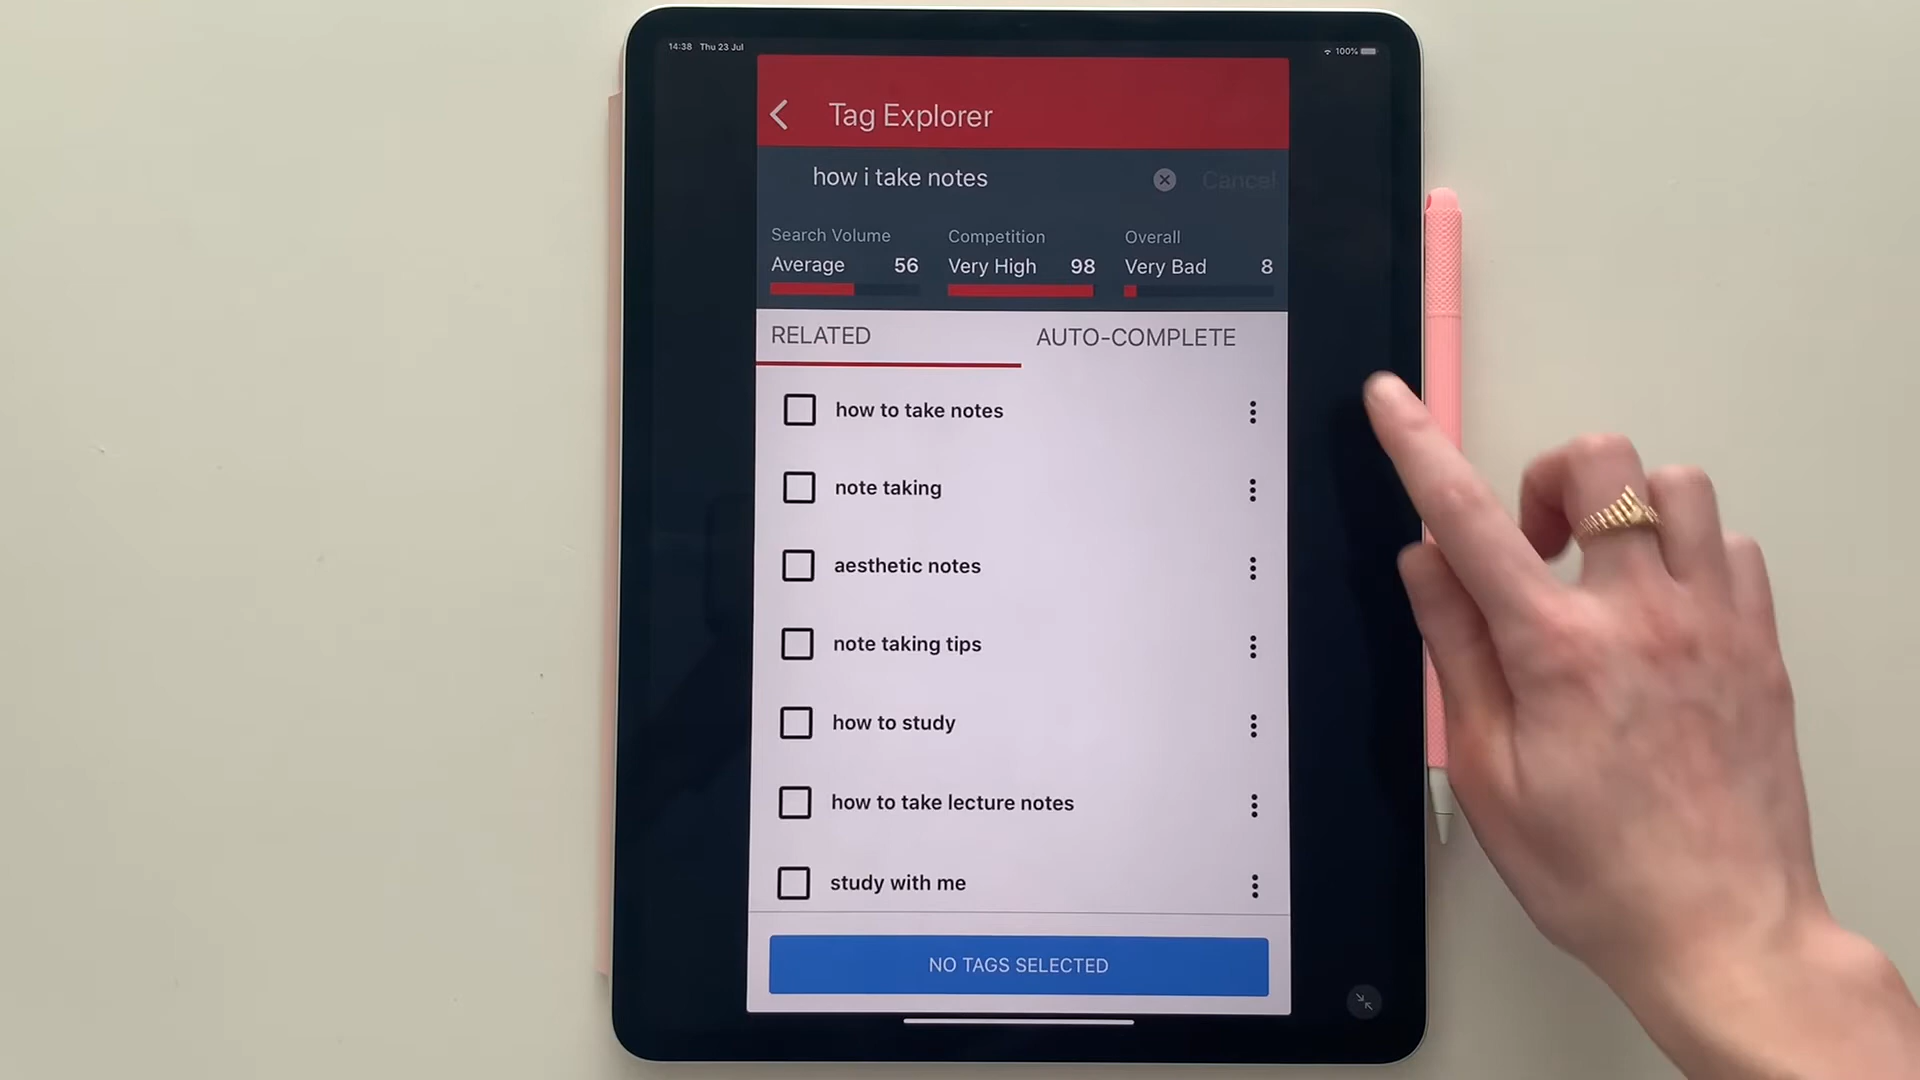 14:38 Thu 23 Jul 100%
Tag Explorer
how i take notes Cancel
Search Volume Competition Overall
Average 56 Very High 98 Very Bad 8
RELATED AUTO-COMPLETE
how to take notes
note taking
aesthetic notes
note taking tips
how to study
how to take lecture notes
study with me
NO TAGS SELECTED